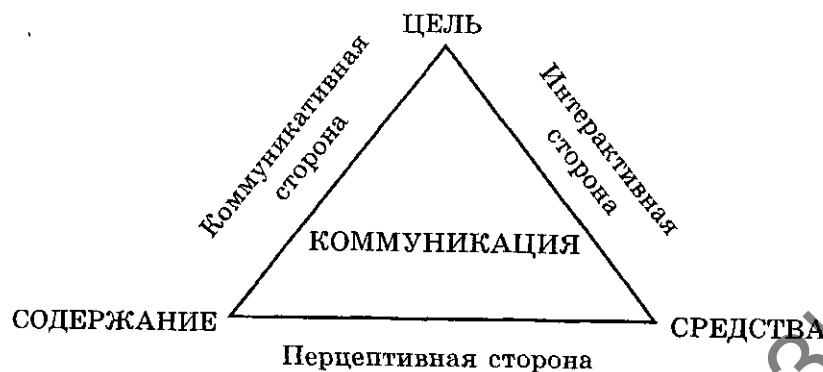 ЦЕЛЬ
Коммуникативная
сторона
Интерактивная
сторона
КОММУНИКАЦИЯ
СОДЕРЖАНИЕ
СРЕДСТВА
Перцептивная сторона